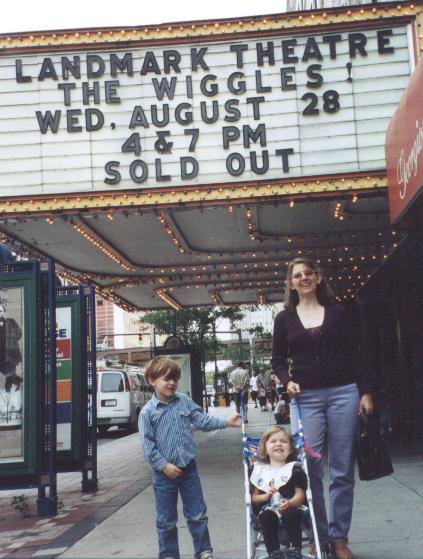 LANDMARK THEATRE
THE WIGGLES!
WED, AUGUST 28
4 & 7 PM
SOLD OUT